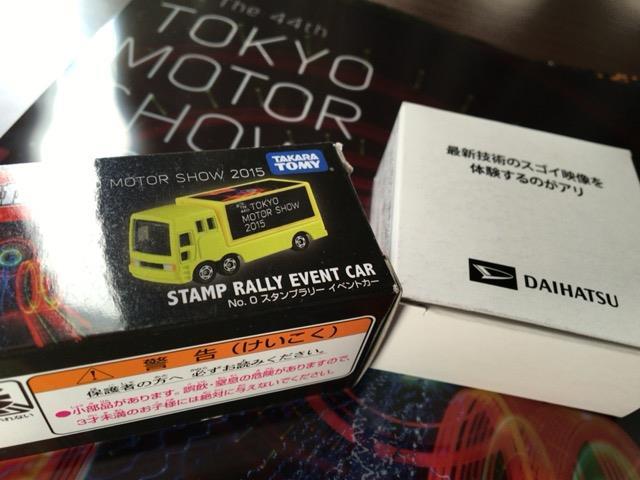 The 44th
TOKYO
MOTOR
SHOW
TAKARA
TOMY
MOTOR SHOW 2015
TOKYO
MOTOR SHOW
2015
STAMP RALLY EVENT CAR
No. 0 スタンプラリー イベントカー
警告(けいこく)
保護者の方へ 必ずお読みください。
●小部品があります。誤飲・窒息の危険がありますので、
3才未満のお子様には絶対に与えないでください。
最新技術のスゴイ映像を
体験するのがアリ
DAIHATSU